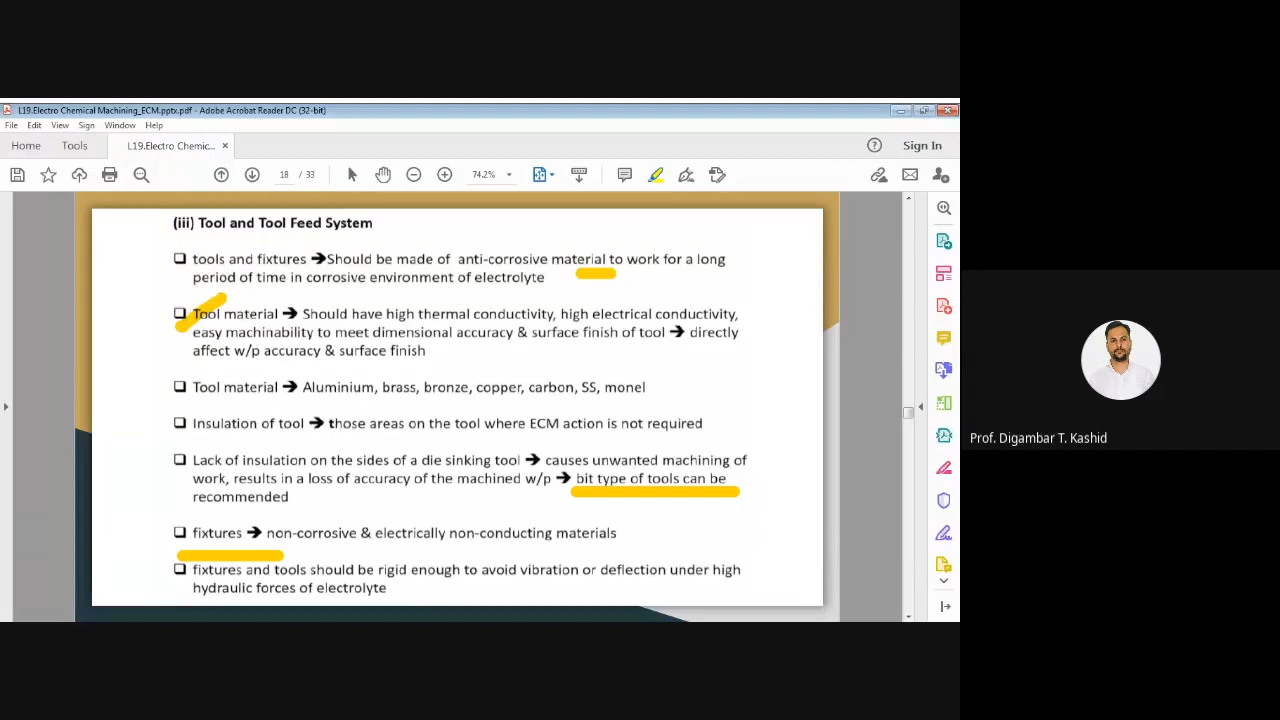 L19.Electro Chemical Machining_ECM.pptx.pdf - Adobe Acrobat Reader DC (32-bit)
File Edit View Sign Window Help
Home Tools L19.Electro Chemic... × Sign In
18 / 33 74.2%
(iii) Tool and Tool Feed System
❑ tools and fixtures ➔Should be made of anti-corrosive material to work for a long
period of time in corrosive environment of electrolyte
❑ Tool material ➔ Should have high thermal conductivity, high electrical conductivity,
easy machinability to meet dimensional accuracy & surface finish of tool ➔ directly
affect w/p accuracy & surface finish
❑ Tool material ➔ Aluminium, brass, bronze, copper, carbon, SS, monel
❑ Insulation of tool ➔ those areas on the tool where ECM action is not required
❑ Lack of insulation on the sides of a die sinking tool ➔ causes unwanted machining of
work, results in a loss of accuracy of the machined w/p ➔ bit type of tools can be
recommended
❑ fixtures ➔ non-corrosive & electrically non-conducting materials
❑ fixtures and tools should be rigid enough to avoid vibration or deflection under high
hydraulic forces of electrolyte
Prof. Digambar T. Kashid